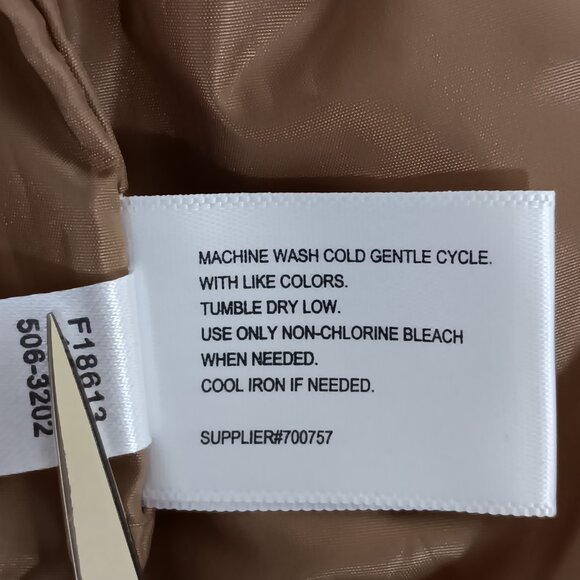 MACHINE WASH COLD GENTLE CYCLE.
WITH LIKE COLORS.
TUMBLE DRY LOW.
USE ONLY NON-CHLORINE BLEACH
WHEN NEEDED.
COOL IRON IF NEEDED.
SUPPLIER#700757
F18613
506-3202